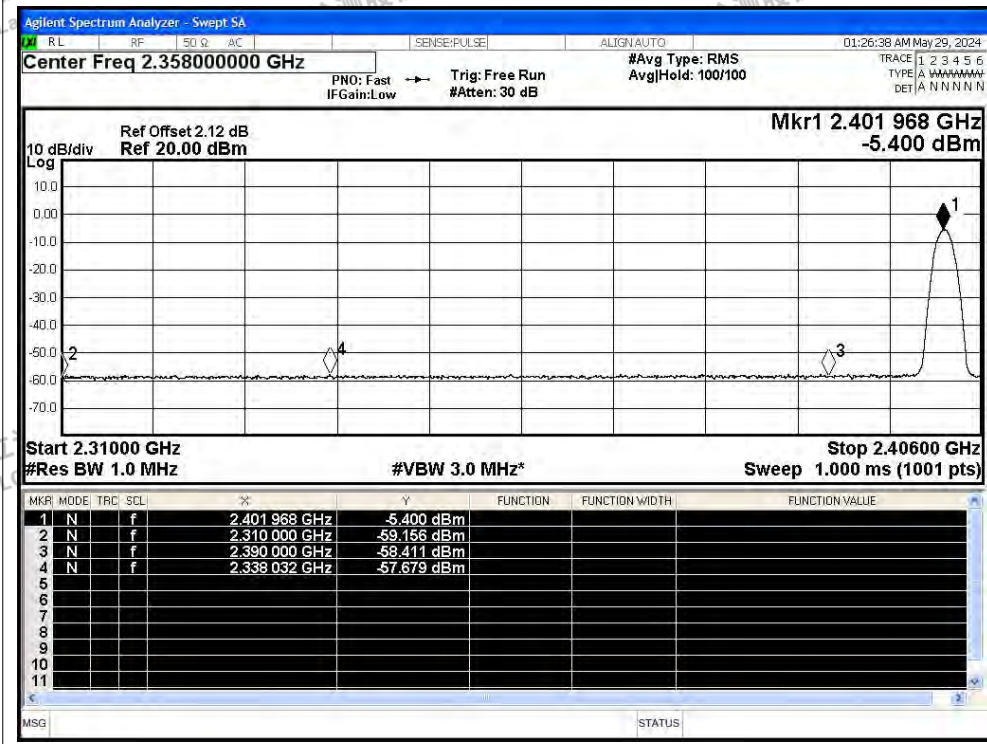 Agilent Spectrum Analyzer - Swept SA
RL RF 50 Ω AC SENSE:PULSE ALIGN AUTO 01:26:38 AM May 29, 2024
Center Freq 2.358000000 GHz
#Avg Type: RMS
TRACE 1 2 3 4 5 6
PNO: Fast Trig: Free Run Avg|Hold: 100/100
TYPE A WWWWW
IFGain:Low #Atten: 30 dB
DET A N N N N N
Mkr1 2.401 968 GHz
-5.400 dBm
Ref Offset 2.12 dB
10 dB/div Ref 20.00 dBm
Log
10.0
0.00
-10.0
-20.0
-30.0
-40.0
-50.0
-60.0
-70.0
1
2
4
3
Start 2.31000 GHz Stop 2.40600 GHz
#Res BW 1.0 MHz #VBW 3.0 MHz* Sweep 1.000 ms (1001 pts)
MKR MODE TRC SCL X Y FUNCTION FUNCTION WIDTH FUNCTION VALUE
1 N f 2.401 968 GHz -5.400 dBm
2 N f 2.310 000 GHz -59.156 dBm
3 N f 2.390 000 GHz -58.411 dBm
4 N f 2.338 032 GHz -57.679 dBm
5
6
7
8
9
10
11
MSG STATUS